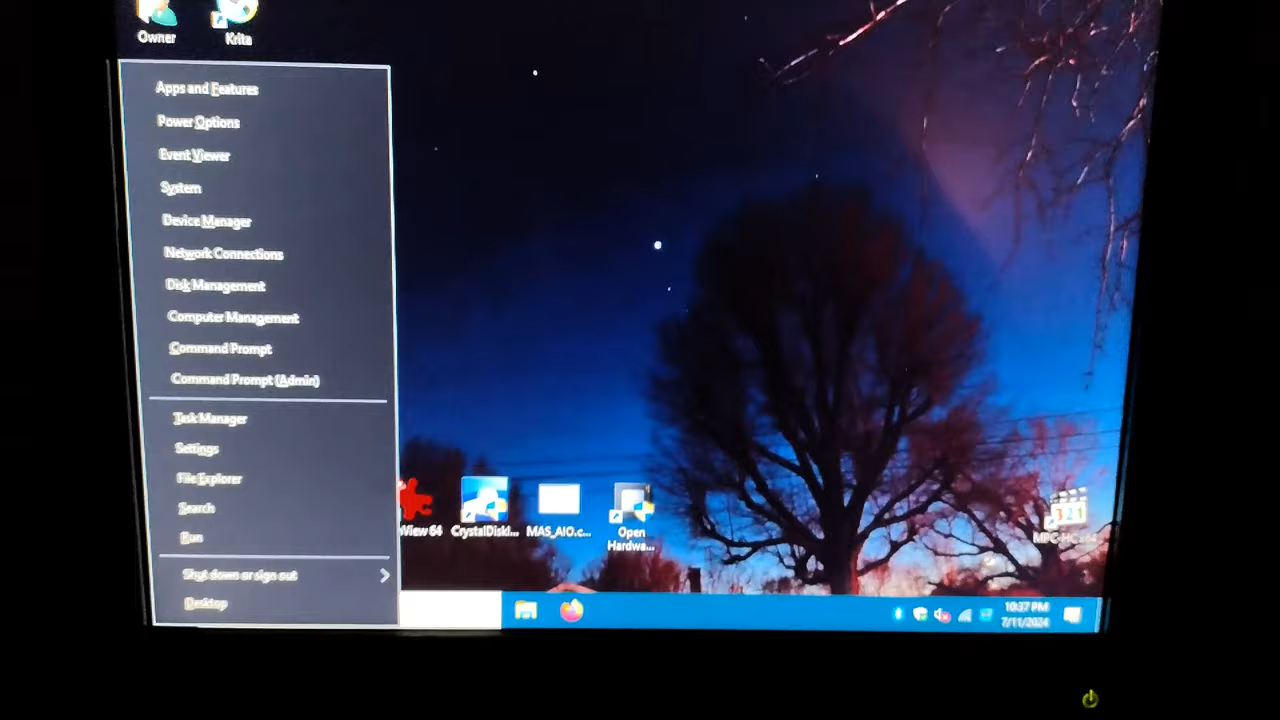 Owner
Krita
Apps and Features
Power Options
Event Viewer
System
Device Manager
Network Connections
Disk Management
Computer Management
Command Prompt
Command Prompt (Admin)
Task Manager
Settings
File Explorer
Search
Run
Shut down or sign out
Desktop
View 64
CrystalDiskI...
MAS_AIO.c...
Open
Hardwa...
321
MPC-HC x64
10:37 PM
7/11/2024